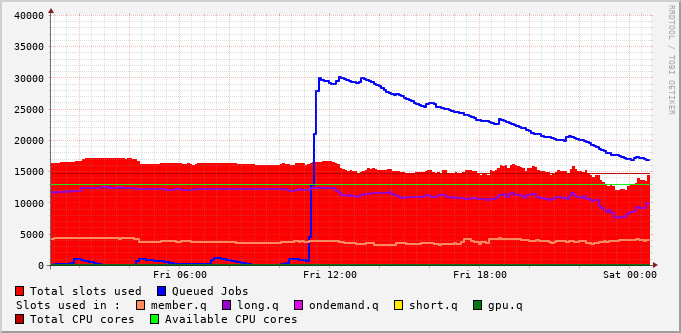 40000
35000
30000
25000
20000
15000
10000
5000
0
Fri 06:00 Fri 12:00 Fri 18:00 Sat 00:00
RRDTOOL / TOBI OETIKER
Total slots used Queued Jobs
Slots used in : member.q long.q ondemand.q short.q gpu.q
Total CPU cores Available CPU cores